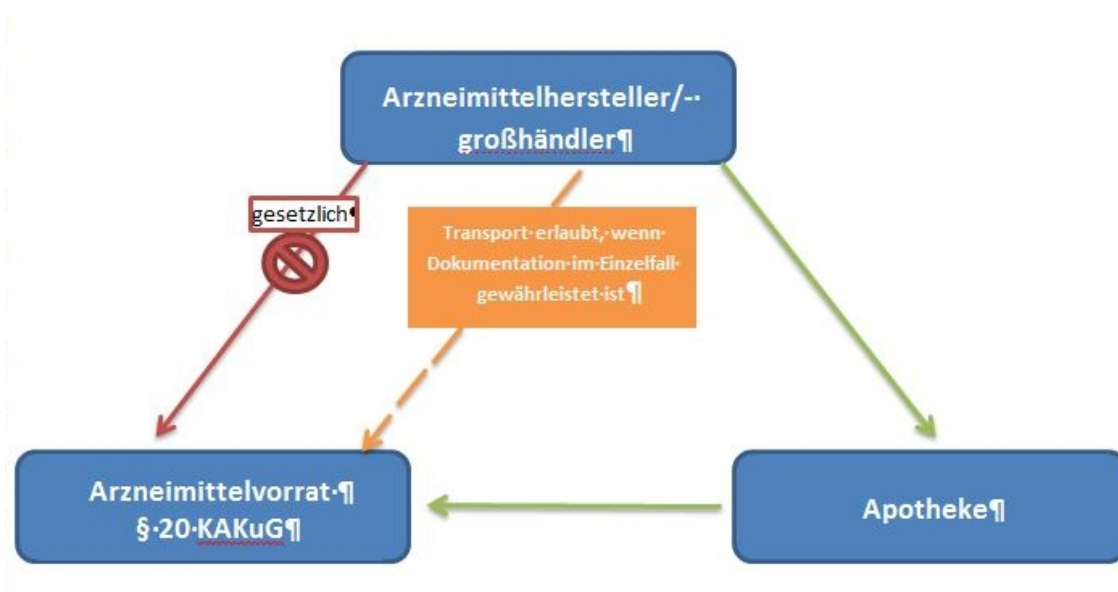 Arzneimittelhersteller/-·
großhändler¶
gesetzlich¶
Transport·erlaubt,·wenn·
Dokumentation·im·Einzelfall·
gewährleistet·ist¶
Arzneimittelvorrat·¶
§·20·KAKuG¶
Apotheke¶